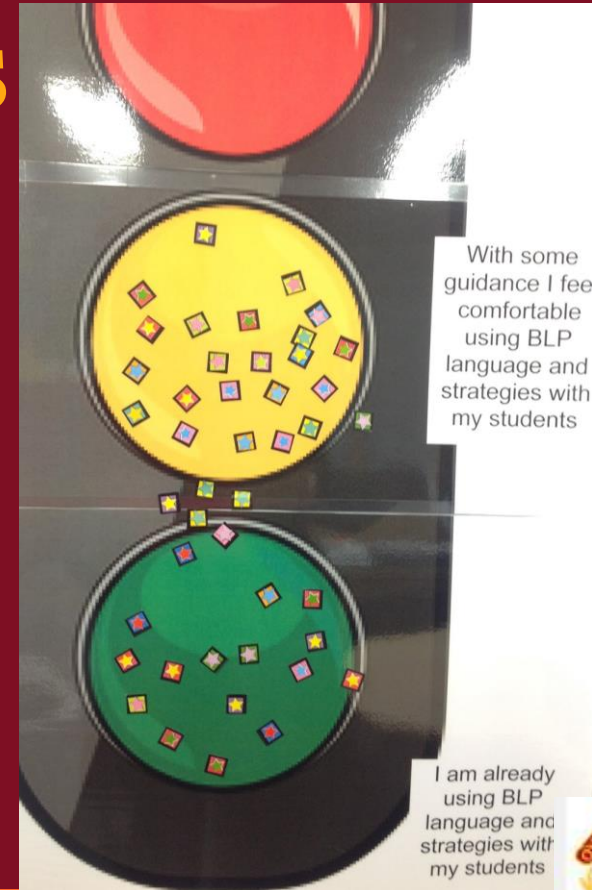 S
With some
guidance I fee
comfortable
using BLP
language and
strategies with
my students
I am already
using BLP
language and
strategies with
my students